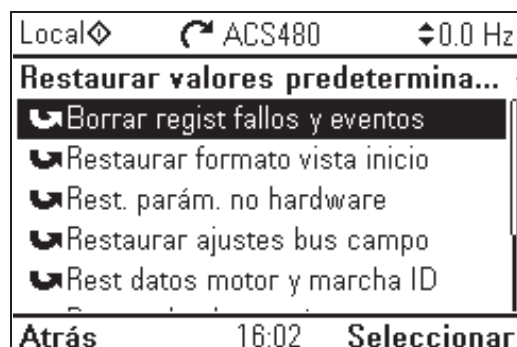 Local ACS480 0.0 Hz
Restaurar valores predetermina...
Borrar regist fallos y eventos
Restaurar formato vista inicio
Rest. parám. no hardware
Restaurar ajustes bus campo
Rest datos motor y marcha ID
Atrás 16:02 Seleccionar